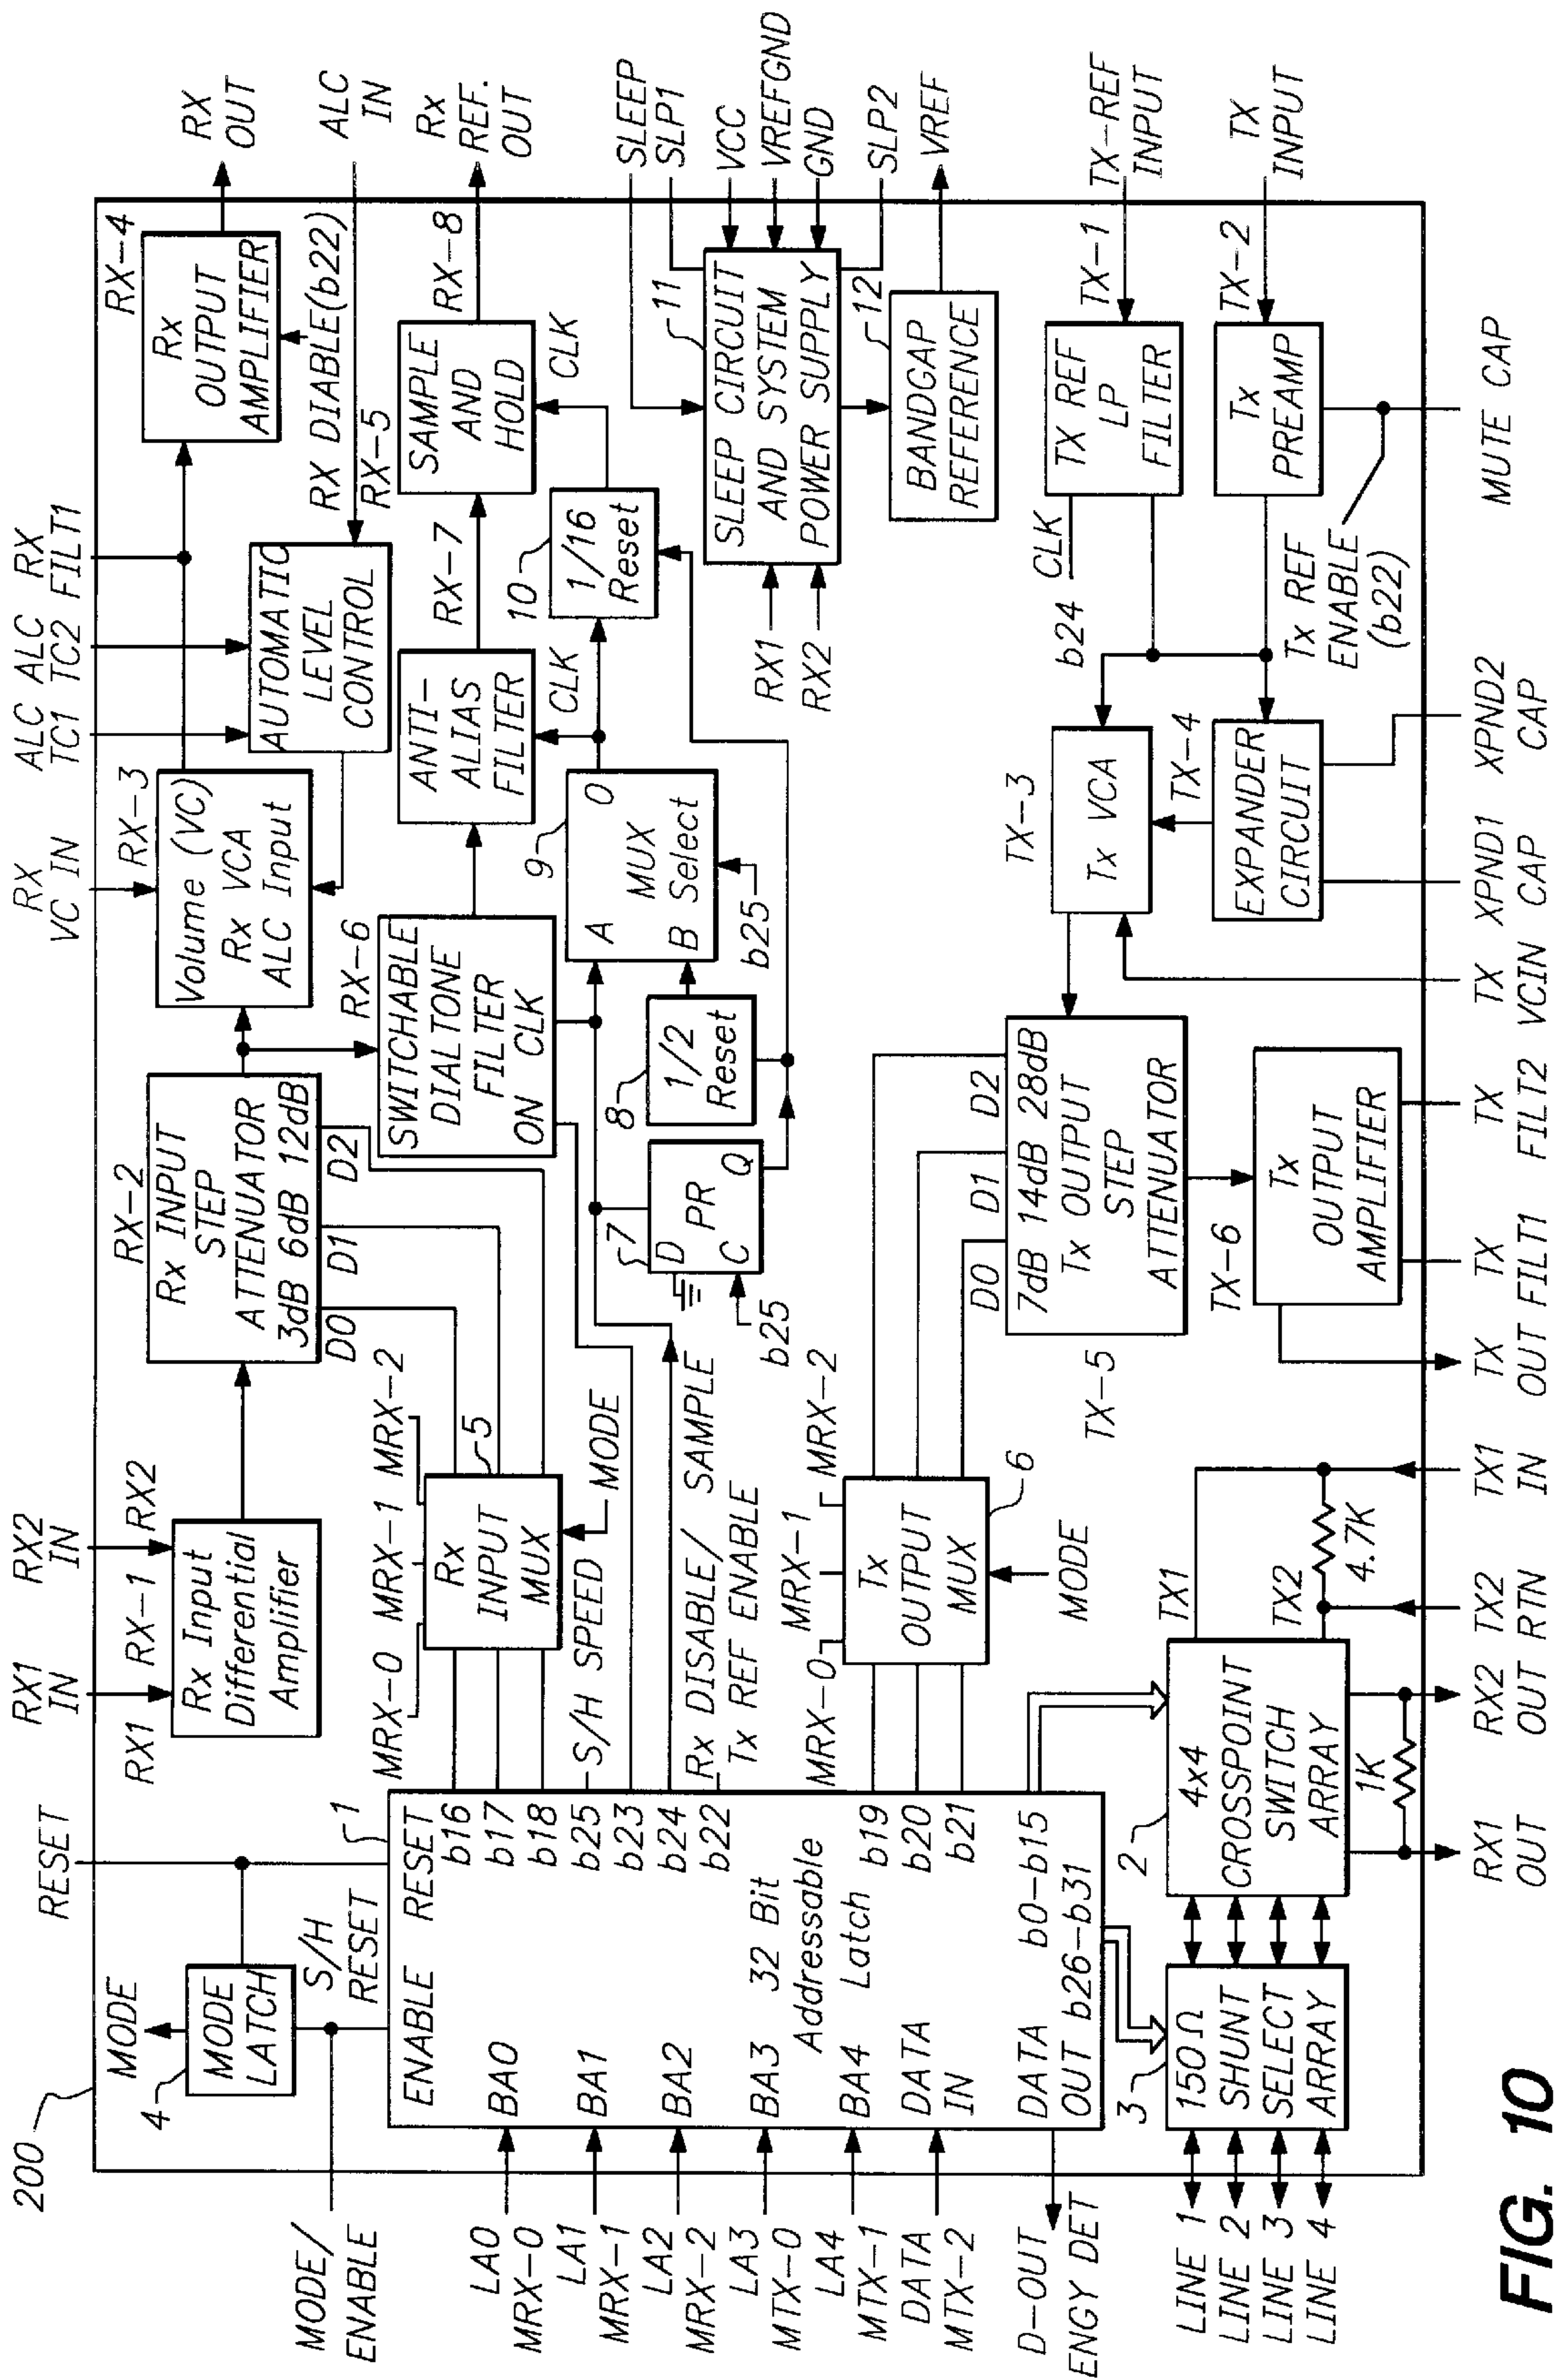 200
RESET
RX1
IN
RX2
IN
RX
VC IN
ALC
TC1
ALC
TC2
RX
FILT1
RX
OUT
ALC
IN
Rx
REF.
OUT
SLEEP
SLP1
VCC
VREFGND
GND
SLP2
VREF
TX-REF
INPUT
TX
INPUT
MODE
4
MODE
LATCH
S/H
RESET
1
RX1
RX-1
RX2
Rx Input
Differential
Amplifier
RX-2
Rx INPUT
STEP
ATTENUATOR
3dB 6dB 12dB
D0
D1
D2
RX-3
Volume (VC)
Rx VCA
ALC Input
AUTOMATIC
LEVEL
CONTROL
RX-4
Rx
OUTPUT
AMPLIFIER
RX DIABLE(b22)
RX-5
RX-6
SWITCHABLE
DIALTONE
FILTER
ON CLK
ANTI-
ALIAS
FILTER
RX-7
CLK
SAMPLE
AND
HOLD
RX-8
CLK
MODE/
ENABLE
ENABLE
RESET
BA0
BA1
BA2
BA3
BA4
DATA
IN
DATA
OUT
32 Bit
Addressable
Latch
b16
b17
b18
b25
b23
b24
b22
b19
b20
b21
b0-b15
b26-b31
LA0
MRX-0
LA1
MRX-1
LA2
MRX-2
LA3
MTX-0
LA4
MTX-1
DATA
MTX-2
D-OUT
ENGY DET
MRX-0
MRX-1
MRX-2
Rx
INPUT
MUX
5
MODE
S/H SPEED
Rx DISABLE/ SAMPLE
Tx REF ENABLE
7
D
PR
C
Q
b25
8
1/2
Reset
9
A
O
MUX
B Select
b25
10
1/16
Reset
11
SLEEP CIRCUIT
AND SYSTEM
POWER SUPPLY
RX1
RX2
12
BANDGAP
REFERENCE
MRX-0
MRX-1
MRX-2
Tx
OUTPUT
MUX
6
MODE
D0
D1
D2
7dB 14dB 28dB
Tx OUTPUT
STEP
ATTENUATOR
TX-5
TX-3
Tx VCA
TX-4
EXPANDER
CIRCUIT
b24
CLK
TX REF
LP
FILTER
TX-1
Tx
PREAMP
TX-2
Tx REF
ENABLE
(b22)
TX-6
Tx
OUTPUT
AMPLIFIER
3
150Ω
SHUNT
SELECT
ARRAY
2
4x4
CROSSPOINT
SWITCH
ARRAY
TX1
TX2
4.7K
1K
LINE 1
LINE 2
LINE 3
LINE 4
RX1
OUT
RX2
OUT
TX2
RTN
TX1
IN
TX
OUT
TX
FILT1
TX
FILT2
TX
VCIN
XPND1
CAP
XPND2
CAP
MUTE CAP
FIG. 10